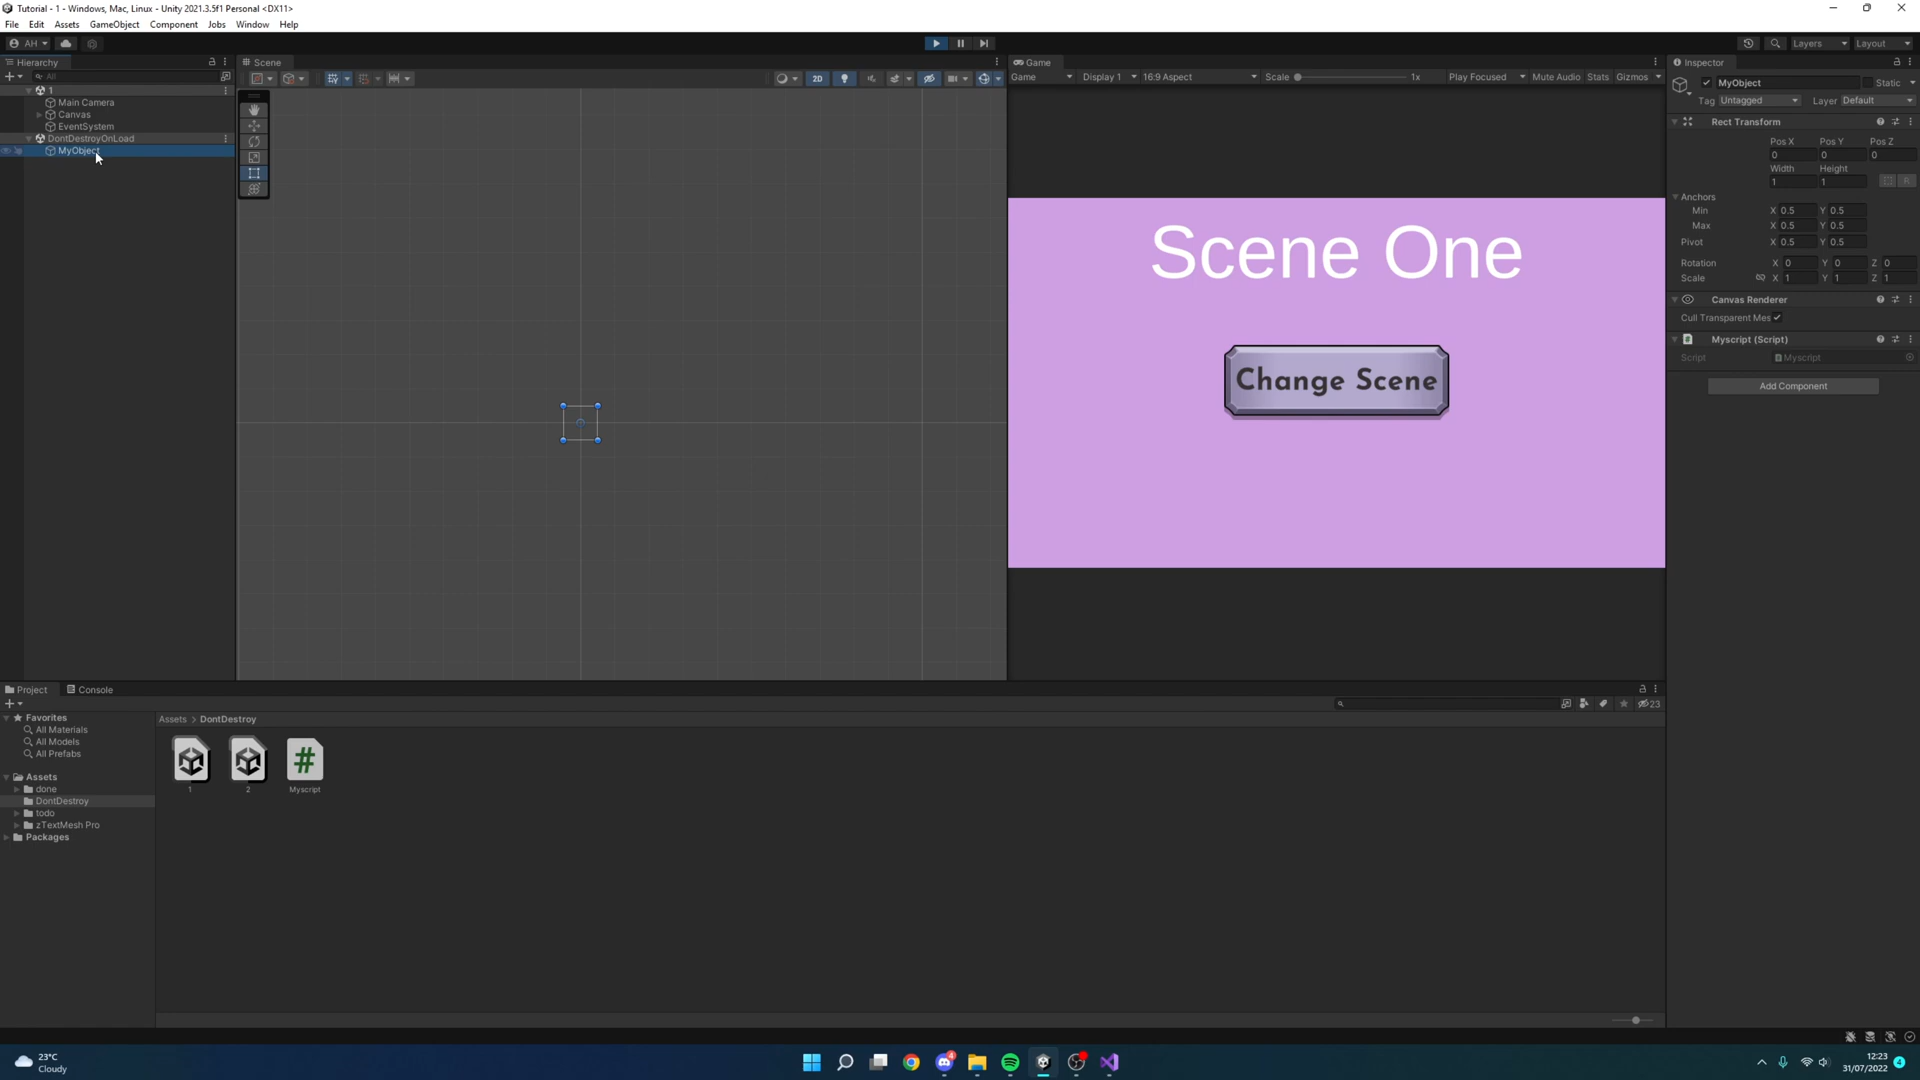 Tutorial - 1 - Windows, Mac, Linux - Unity 2021.3.5f1 Personal <DX11>
File Edit Assets GameObject Component Jobs Window Help
AH Layers Layout
Hierarchy Scene Game Inspector
All 2D Game Display 1 16:9 Aspect Scale 1x Play Focused Mute Audio Stats Gizmos
MyObject Static
Tag Untagged Layer Default
1
Main Camera
Canvas
EventSystem
DontDestroyOnLoad
MyObject
Scene One
Change Scene
Rect Transform
Pos X Pos Y Pos Z
0 0 0
Width Height
1 1 R
Anchors
Min X 0.5 Y 0.5
Max X 0.5 Y 0.5
Pivot X 0.5 Y 0.5
Rotation X 0 Y 0 Z 0
Scale X 1 Y 1 Z 1
Canvas Renderer
Cull Transparent Mes
# Myscript (Script)
Script Myscript
Add Component
Project Console
23
Favorites
All Materials
All Models
All Prefabs
Assets
done
DontDestroy
todo
zTextMesh Pro
Packages
Assets > DontDestroy
#
1 2 Myscript
23°C
Cloudy
4
12:23
31/07/2022
4